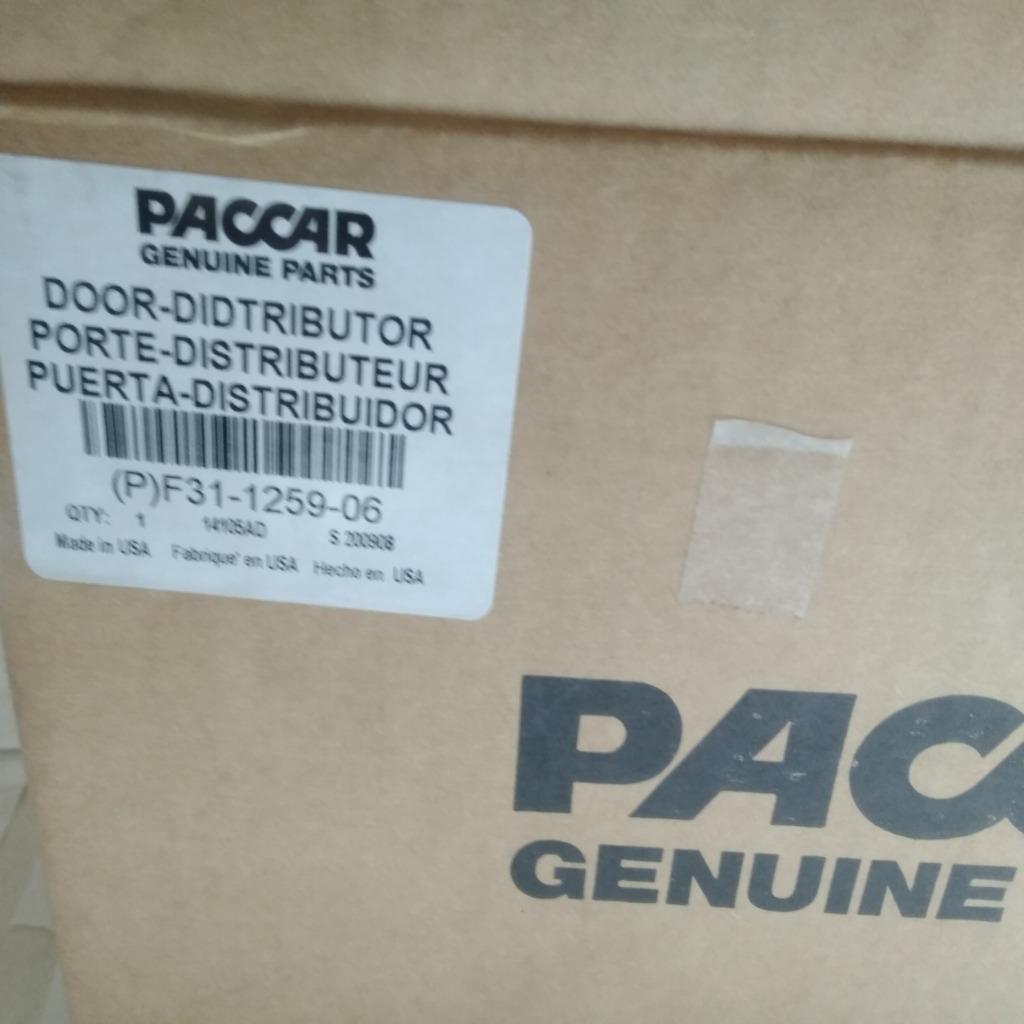 PACCAR
GENUINE PARTS
DOOR-DIDTRIBUTOR
PORTE-DISTRIBUTEUR
PUERTA-DISTRIBUIDOR
(P)F31-1259-06
QTY: 1 14105AD S 200908
Made in USA Fabrique' en USA Hecho en USA
PAC
GENUINE